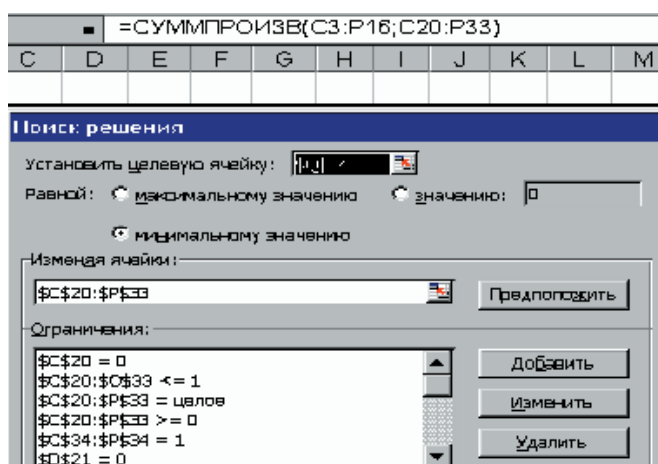 =СУММПРОИЗВ(C3:P16;C20:P33)
C D E F G H I J K L M
Поиск решения
Установить целевую ячейку:
Равной: максимальному значению значению: 0
минимальному значению
Изменяя ячейки:
$C$20:$P$33 Предположить
Ограничения:
$C$20 = 0 Добавить
$C$20:$O$33 <= 1
$C$20:$P$33 = целое Изменить
$C$20:$P$33 >= 0
$C$34:$P$34 = 1 Удалить
$D$21 = 0